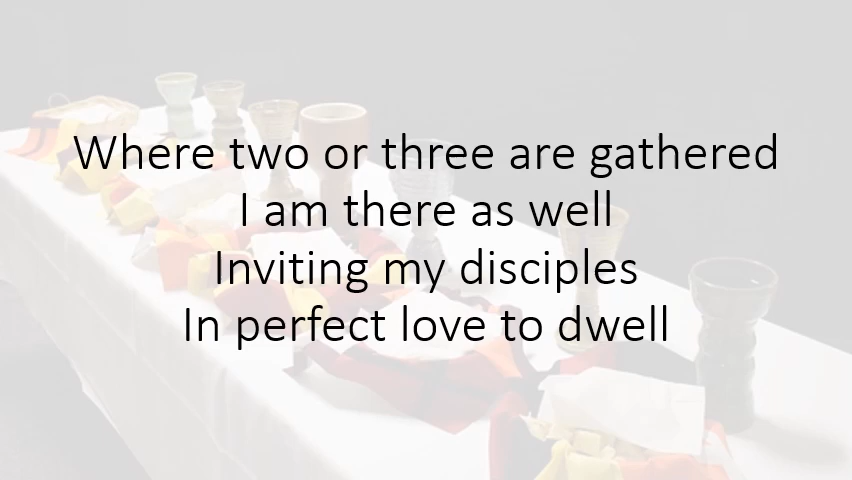 Where two or three are gathered
I am there as well
Inviting my disciples
In perfect love to dwell